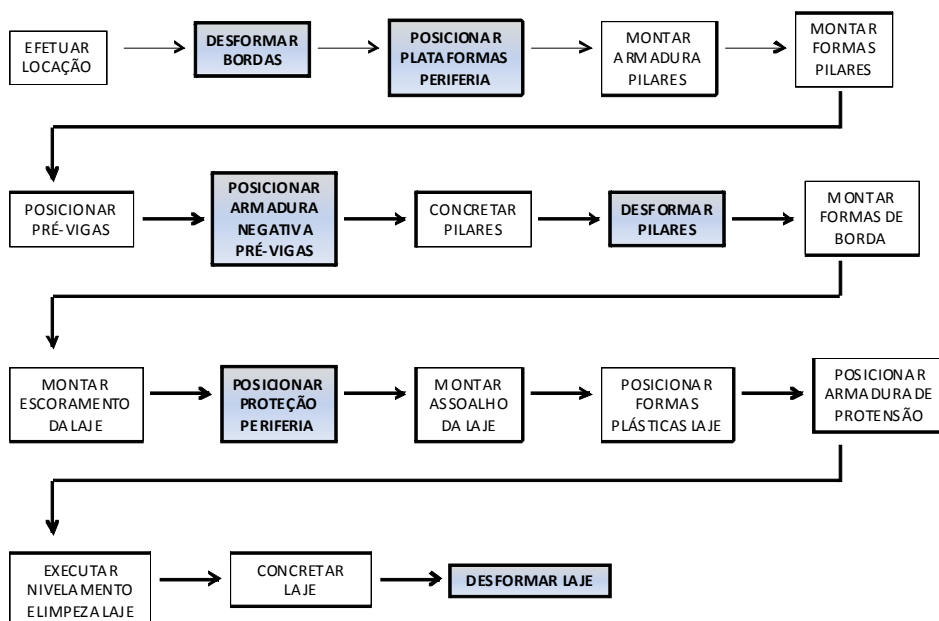 EFETUAR
LOCAÇÃO
DESFORMAR
BORDAS
POSICIONAR
PLATAFORMAS
PERIFERIA
MONTAR
ARMADURA
PILARES
MONTAR
FORMAS
PILARES
POSICIONAR
PRÉ-VIGAS
POSICIONAR
ARMADURA
NEGATIVA
PRÉ-VIGAS
CONCRETAR
PILARES
DESFORMAR
PILARES
MONTAR
FORMAS DE
BORDA
MONTAR
ESCORAMENTO
DA LAJE
POSICIONAR
PROTEÇÃO
PERIFERIA
MONTAR
ASSOALHO
DA LAJE
POSICIONAR
FORMAS
PLÁSTICAS LAJE
POSICIONAR
ARMADURA DE
PROTENSÃO
EXECUTAR
NIVELAMENTO
E LIMPEZA LAJE
CONCRETAR
LAJE
DESFORMAR LAJE